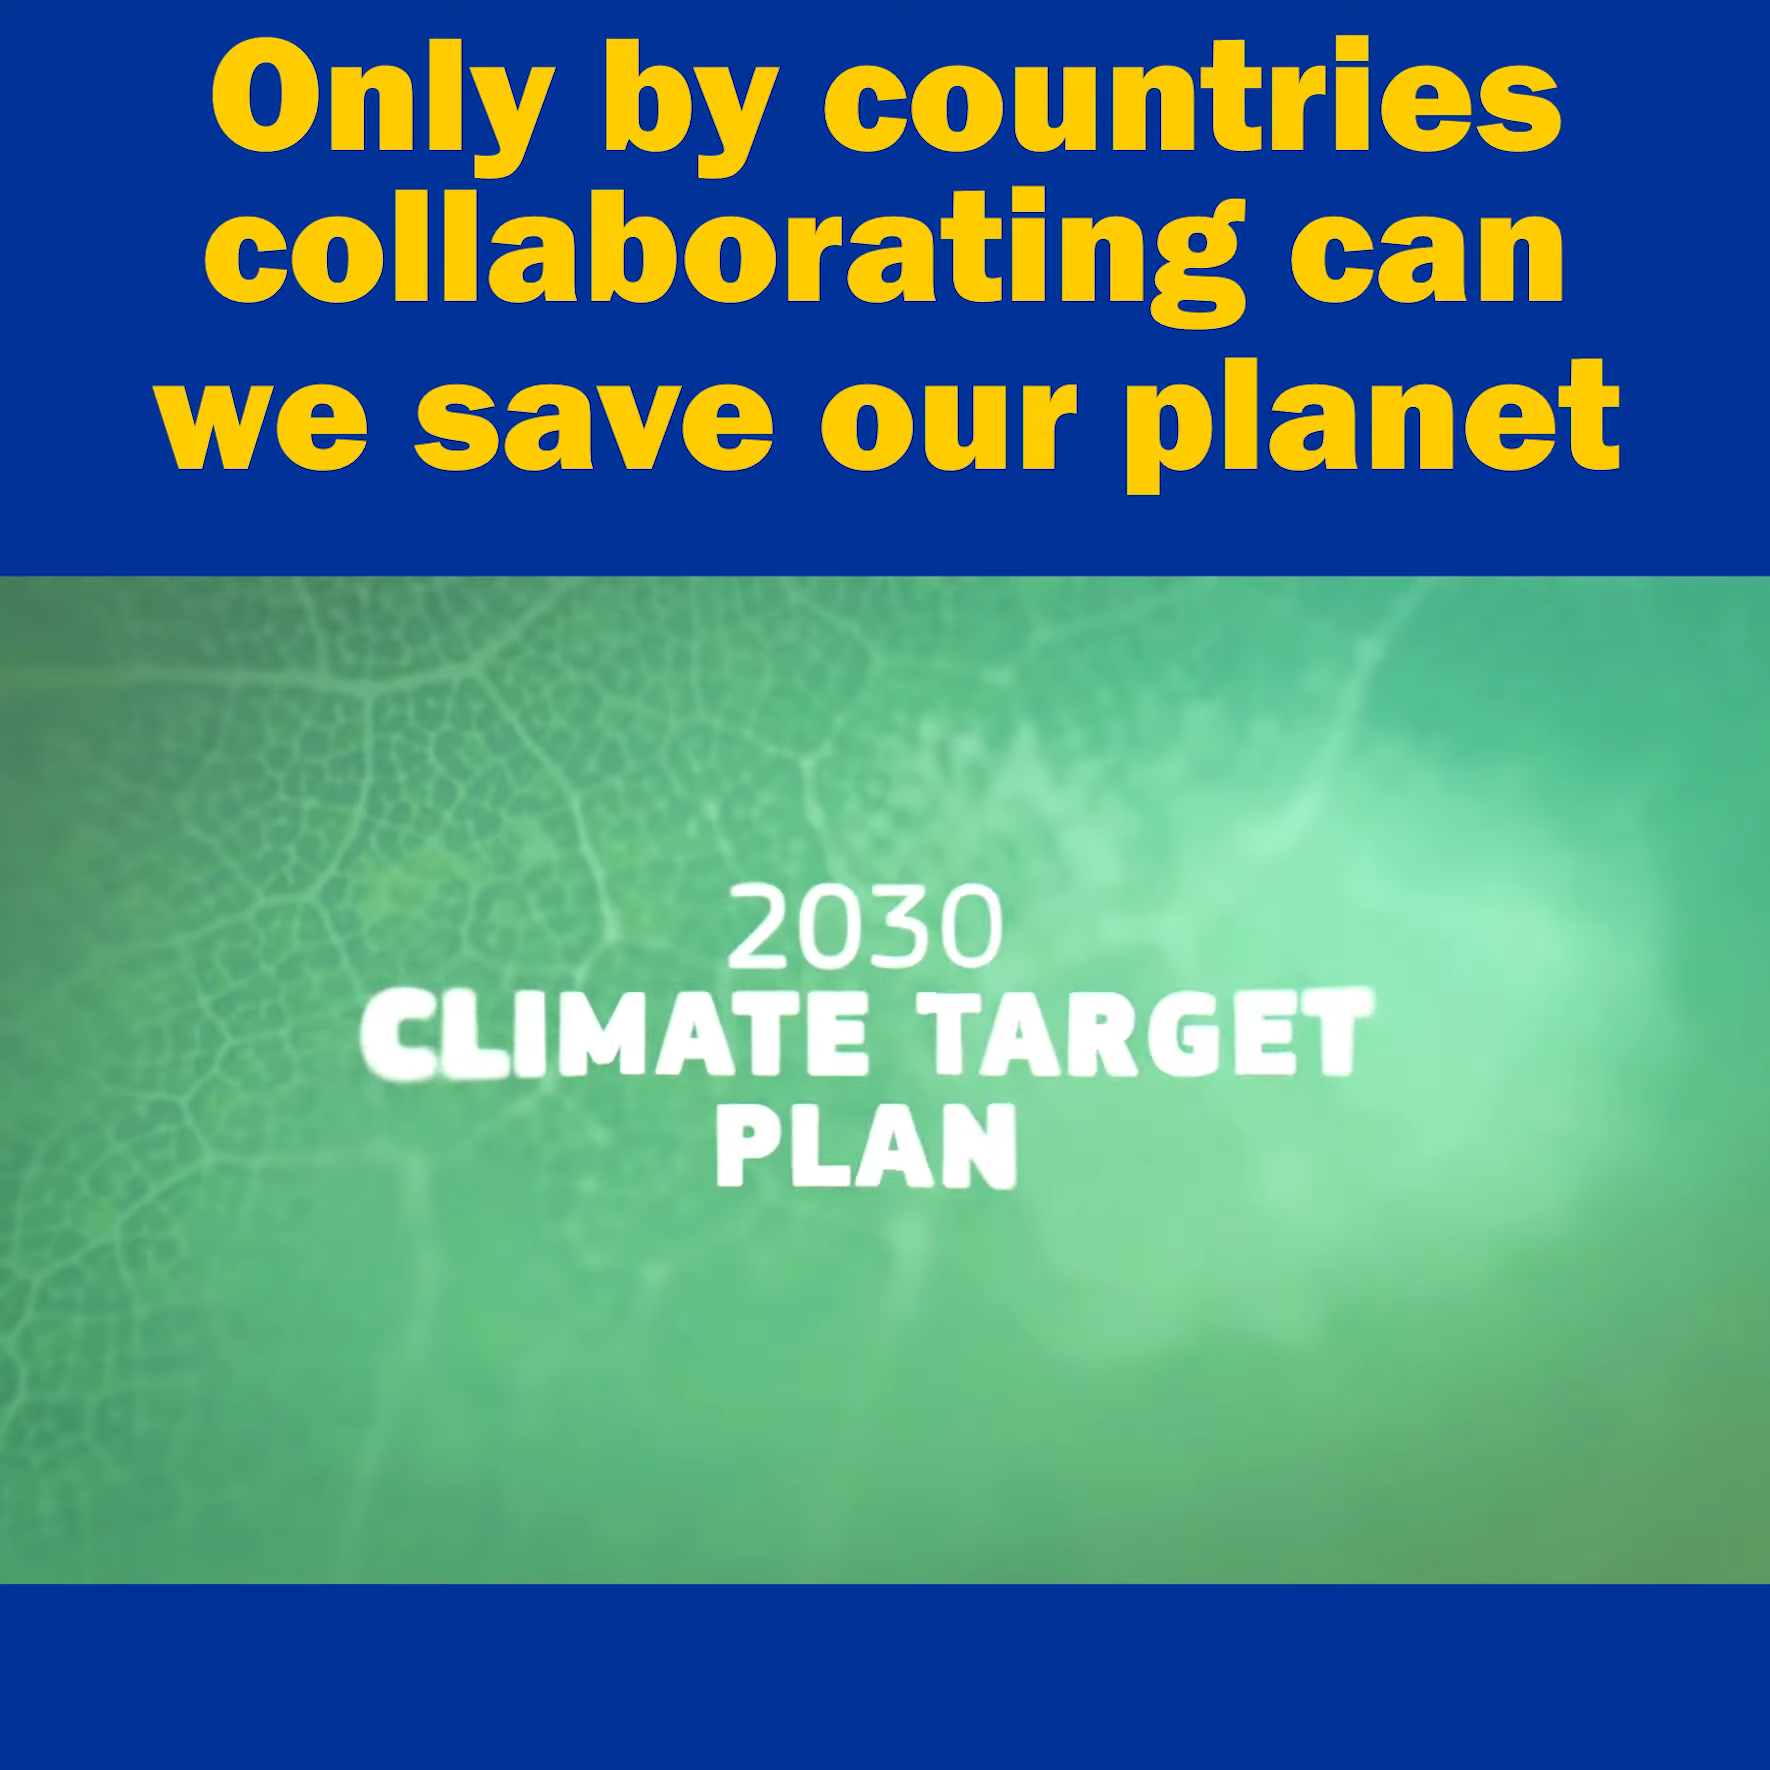 Only by countries
collaborating can
we save our planet
2030
CLIMATE TARGET
PLAN